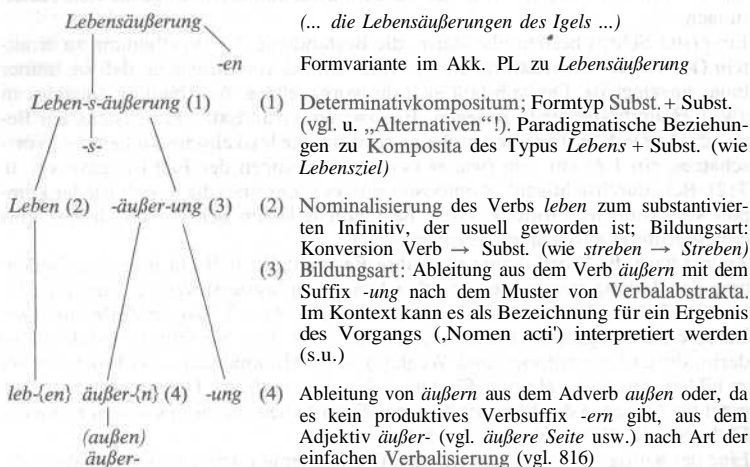 Lebensäußerung
(... die Lebensäußerungen des Igels ...)
-en
Formvariante im Akk. PL zu Lebensäußerung
Leben-s-äußerung (1)
(1) Determinativkompositum; Formtyp Subst. + Subst.
(vgl. u. „Alternativen“!). Paradigmatische Beziehun-
-s-
gen zu Komposita des Typus Lebens + Subst. (wie
Lebensziel)
Leben (2) -äußer-ung (3)
(2) Nominalisierung des Verbs leben zum substantivier-
ten Infinitiv, der usuell geworden ist; Bildungsart:
Konversion Verb → Subst. (wie streben → Streben)
(3) Bildungsart: Ableitung aus dem Verb äußern mit dem
Suffix -ung nach dem Muster von Verbalabstrakta.
Im Kontext kann es als Bezeichnung für ein Ergebnis
des Vorgangs (‚Nomen acti') interpretiert werden
(s.u.)
leb-{en} äußer-{n} (4) -ung
(4) Ableitung von äußern aus dem Adverb außen oder, da
es kein produktives Verbsuffix -ern gibt, aus dem
(außen)
Adjektiv äußer- (vgl. äußere Seite usw.) nach Art der
äußer-
einfachen Verbalisierung (vgl. 816)